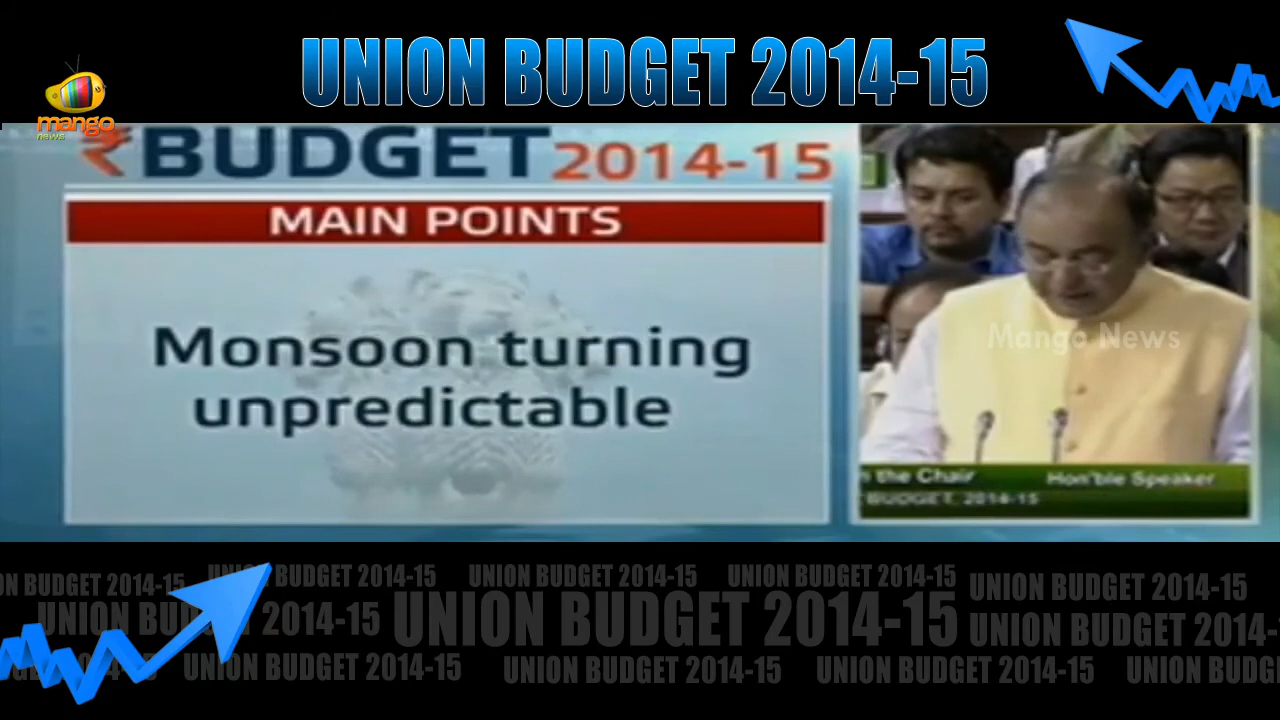 UNION BUDGET 2014-15
mango
news
₹ BUDGET 2014-15
MAIN POINTS
Monsoon turning
unpredictable
Mango News
the Chair Hon'ble Speaker
BUDGET, 2014-15
BUDGET 2014-15
BUDGET 2014-15
UNION BUDGET 2014-15
UNION BUDGET 2014-15
UNION BUDGET 2014-15
UNION 2014-15
UNION BUDGET 2014-15
UNION BUDGET 2014-
UNION BUDGET 2014-15
UNION BUDGET 2014-15
UNION BUDGET 2014-15
UNION